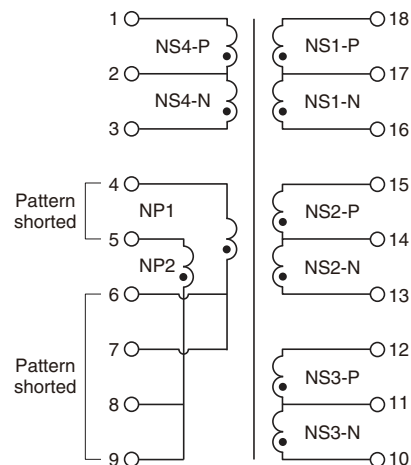 1
18
NS4-P
NS1-P
2
17
NS4-N
NS1-N
3
16
4
15
Pattern
shorted
NP1
NS2-P
5
14
NP2
NS2-N
6
13
7
12
Pattern
shorted
NS3-P
8
11
NS3-N
9
10